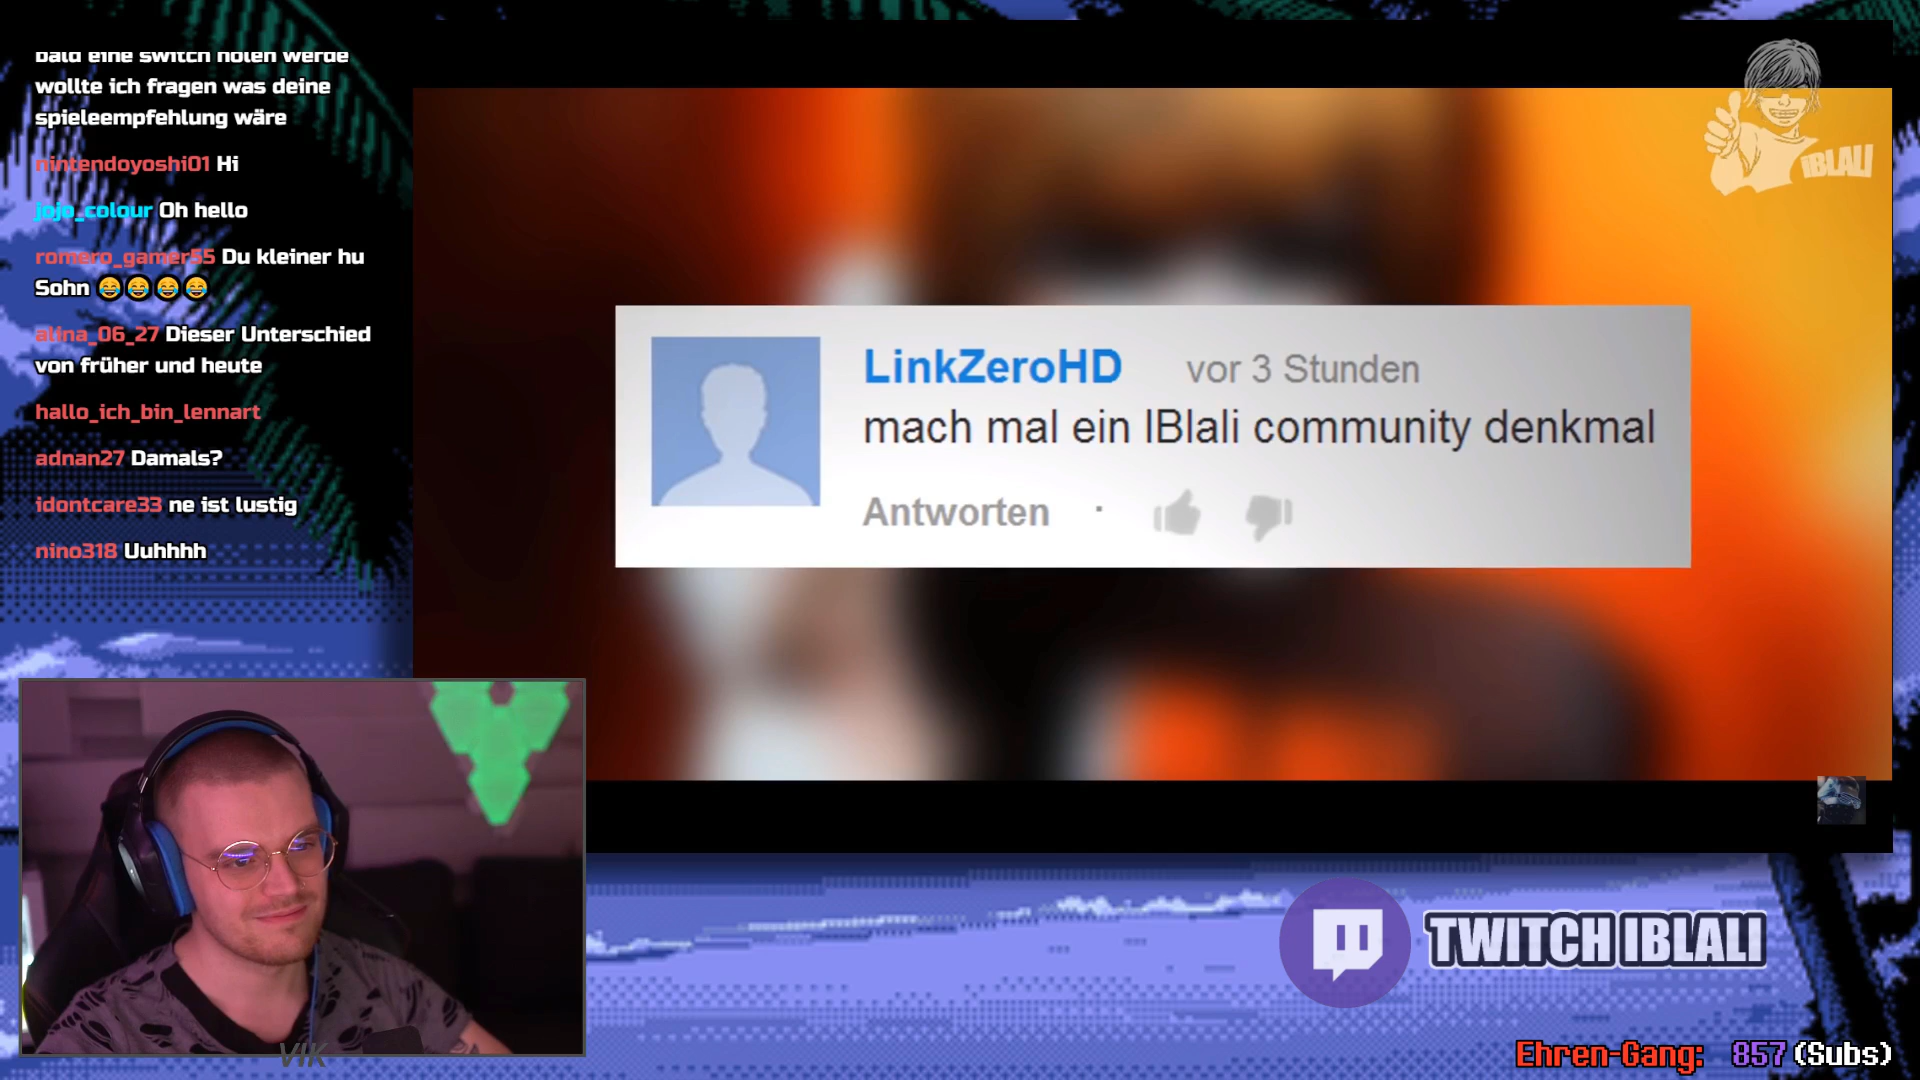 bald eine switch holen werde
wollte ich fragen was deine
spieleempfehlung wäre
nintendoyoshi01 Hi
jojo_colour Oh hello
romero_gamer55 Du kleiner hu
Sohn 😂😂😂😂
alina_06_27 Dieser Unterschied
von früher und heute
hallo_ich_bin_lennart
adnan27 Damals?
idontcare33 ne ist lustig
nino318 Uuhhhh
iBLALI
LinkZeroHD vor 3 Stunden
mach mal ein IBlali community denkmal
Antworten ·
VIK
TWITCH IBLALI
Ehren-Gang: 857 (Subs)